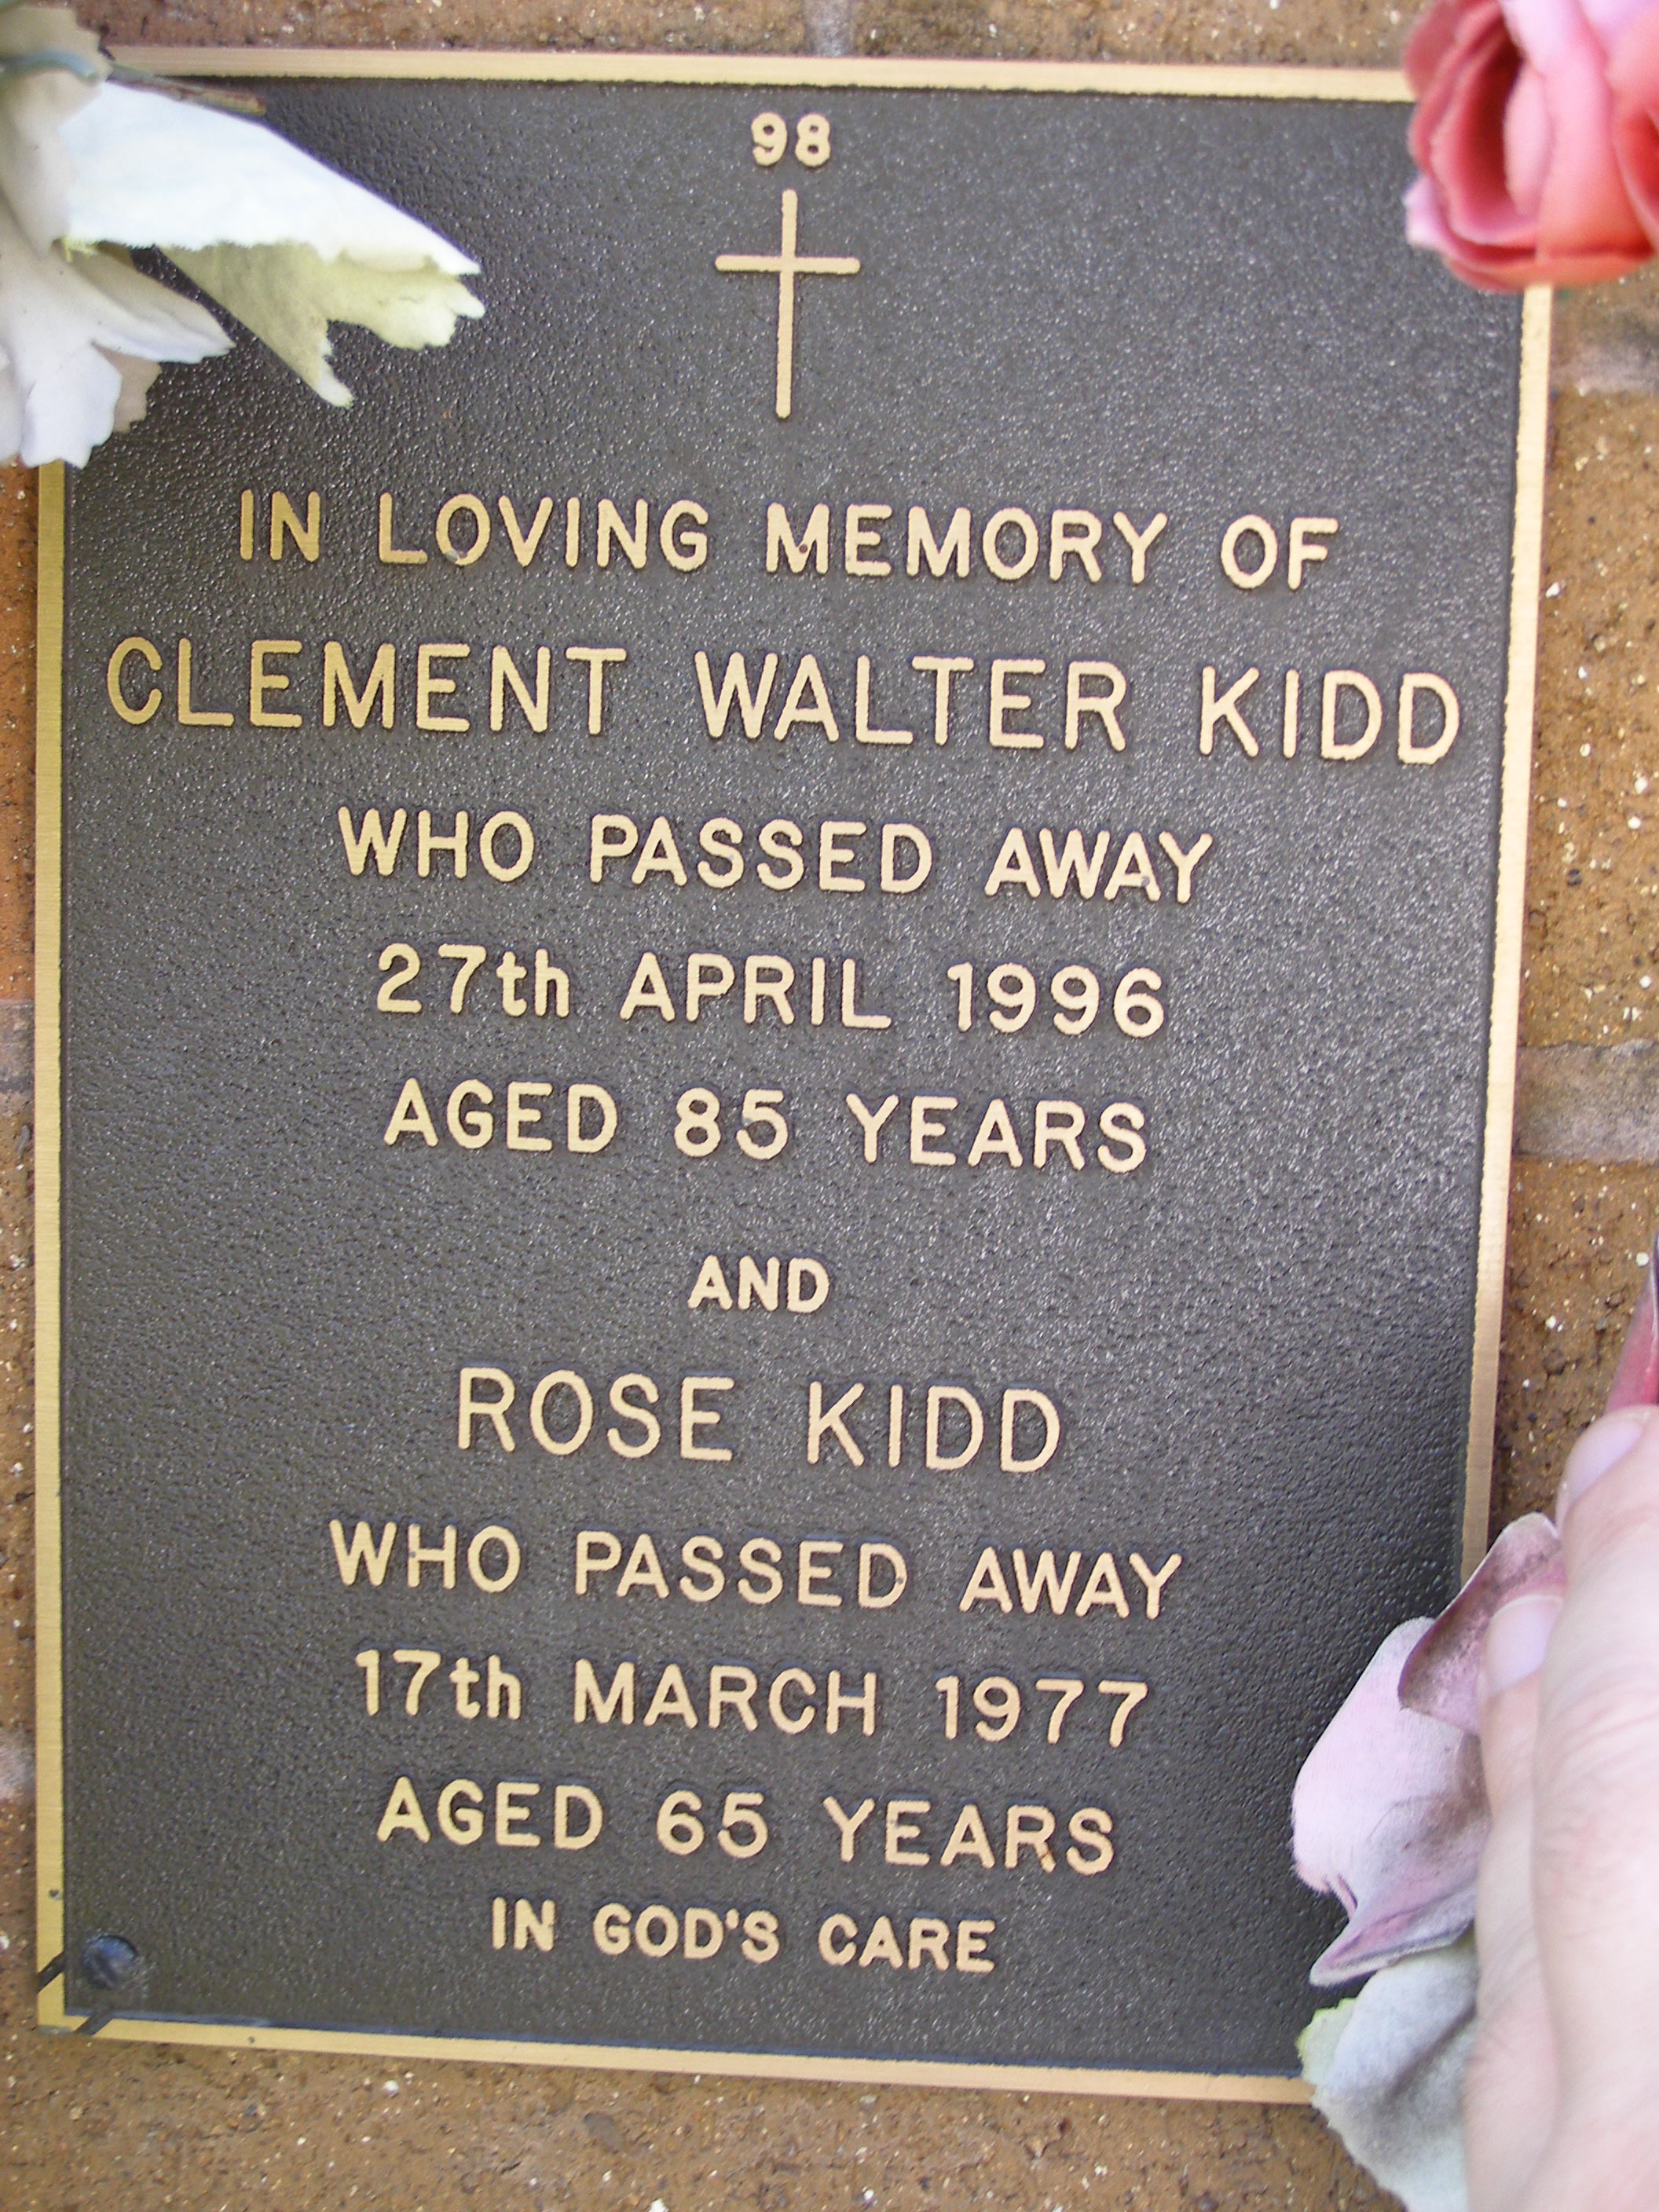 98
IN LOVING MEMORY OF
CLEMENT WALTER KIDD
WHO PASSED AWAY
27th APRIL 1996
AGED 85 YEARS
AND
ROSE KIDD
WHO PASSED AWAY
17th MARCH 1977
AGED 65 YEARS
IN GOD'S CARE